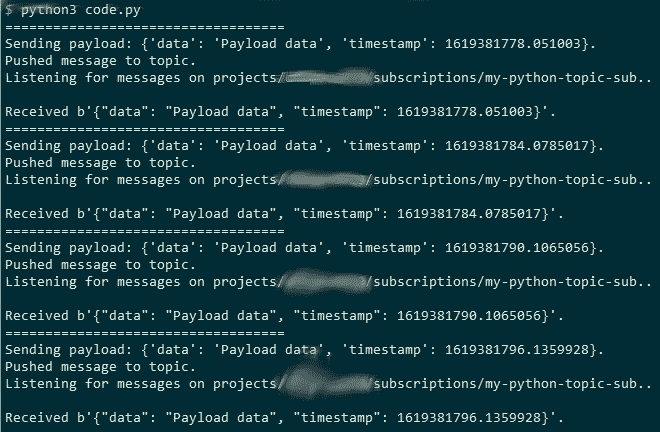 $ python3 code.py
===================================
Sending payload: {'data': 'Payload data', 'timestamp': 1619381778.051003}.
Pushed message to topic.
Listening for messages on projects/ /subscriptions/my-python-topic-sub..
Received b'{"data": "Payload data", "timestamp": 1619381778.051003}'.
===================================
Sending payload: {'data': 'Payload data', 'timestamp': 1619381784.0785017}.
Pushed message to topic.
Listening for messages on projects/ /subscriptions/my-python-topic-sub..
Received b'{"data": "Payload data", "timestamp": 1619381784.0785017}'.
===================================
Sending payload: {'data': 'Payload data', 'timestamp': 1619381790.1065056}.
Pushed message to topic.
Listening for messages on projects/ /subscriptions/my-python-topic-sub..
Received b'{"data": "Payload data", "timestamp": 1619381790.1065056}'.
===================================
Sending payload: {'data': 'Payload data', 'timestamp': 1619381796.1359928}.
Pushed message to topic.
Listening for messages on projects/ /subscriptions/my-python-topic-sub..
Received b'{"data": "Payload data", "timestamp": 1619381796.1359928}'.